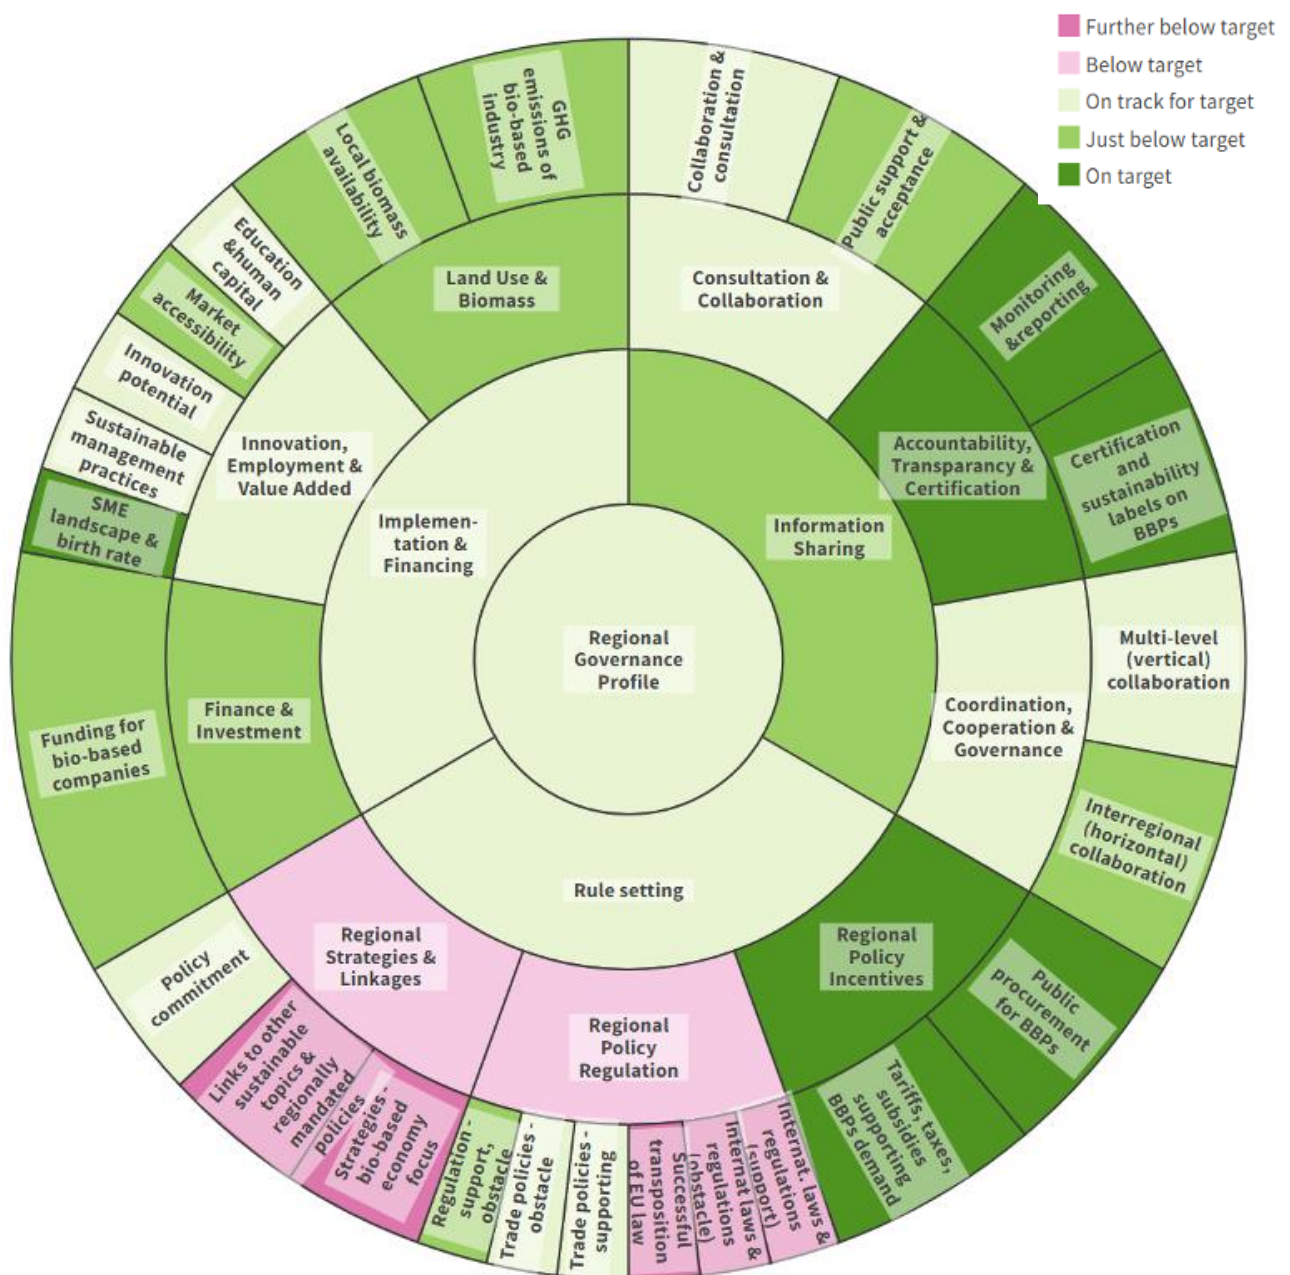 Further below target
Below target
On track for target
Just below target
On target
Collaboration &
consultation
Public support &
acceptance
Monitoring
&reporting
Certification
and
sustainability
labels on
BBPs
Multi-level
(vertical)
collaboration
Interregional
(horizontal)
collaboration
Public
procurement
for BBPs
Tariffs, taxes,
subsidies
supporting
BBPs demand
Internat. laws &
regulations
(support)
Internat laws &
regulations
(obstacle)
Successful
transposition
of EU law
Trade policies -
supporting
Trade policies -
obstacle
Regulation -
support,
obstacle
Strategies -
bio-based
economy
focus
Links to other
sustainable
topics &
regionally
mandated
policies
Policy
commitment
Funding for
bio-based
companies
SME
landscape &
birth rate
Sustainable
management
practices
Innovation
potential
Market
accessibility
Education
&human
capital
Local biomass
availability
GHG
emissions of
bio-based
industry
Land Use &
Biomass
Consultation &
Collaboration
Accountability,
Transparancy &
Certification
Coordination,
Cooperation &
Governance
Regional
Policy
Incentives
Regional
Policy
Regulation
Regional
Strategies &
Linkages
Finance &
Investment
Innovation,
Employment &
Value Added
Implemen-
tation &
Financing
Information
Sharing
Rule setting
Regional
Governance
Profile